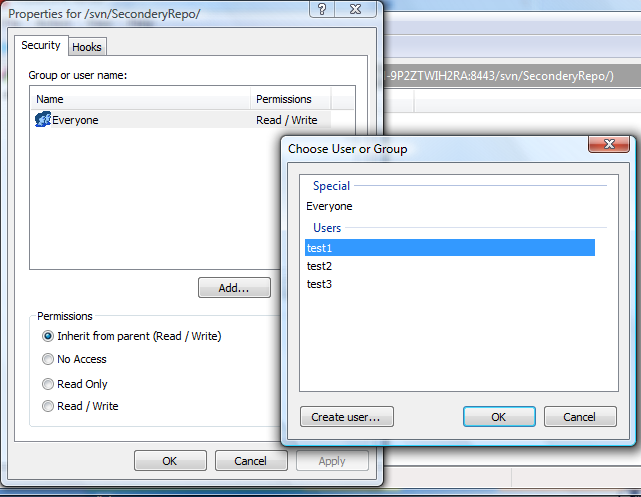 Properties for /svn/SeconderyRepo/
Security Hooks
Group or user name:
Name Permissions
Everyone Read / Write
Add...
Permissions
Inherit from parent (Read / Write)
No Access
Read Only
Read / Write
OK Cancel Apply
-9P2ZTWIH2RA:8443/svn/SeconderyRepo/)
Choose User or Group
Special
Everyone
Users
test1
test2
test3
Create user... OK Cancel